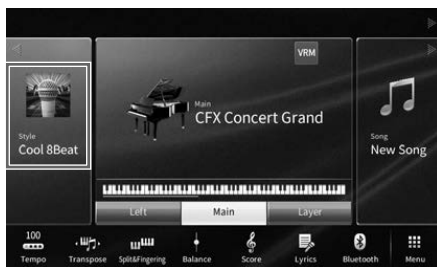 VRM
Main
CFX Concert Grand
Style
Cool 8Beat
Song
New Song
Left
Main
Layer
100
Tempo
Transpose
Split&Fingering
Balance
Score
Lyrics
Bluetooth
Menu